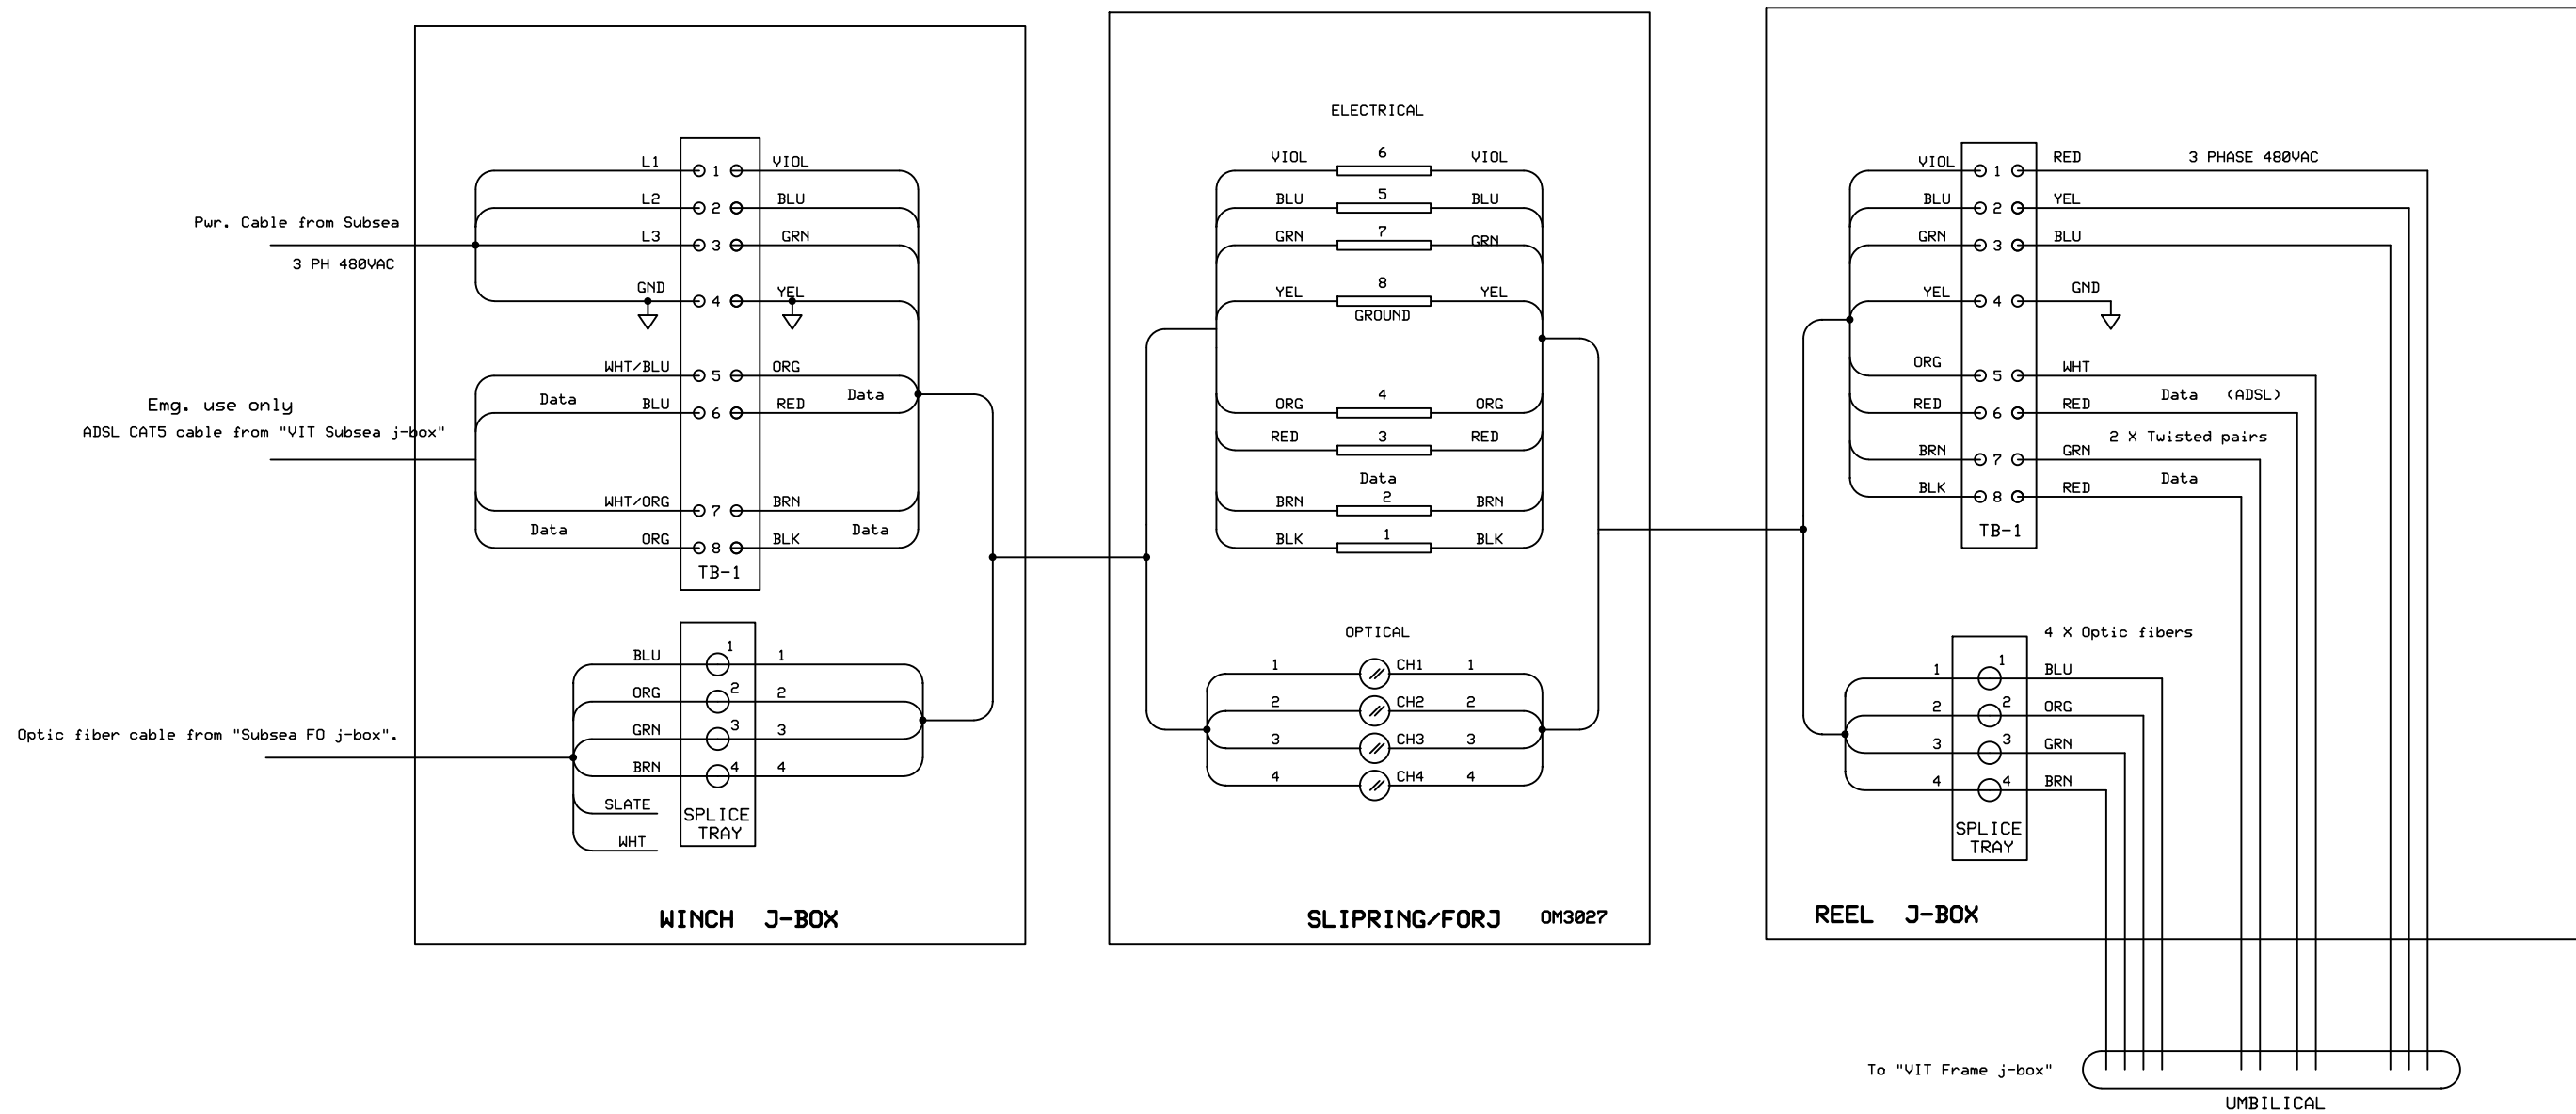 Pwr. Cable from Subsea
3 PH 480VAC
Emg. use only
ADSL CAT5 cable from "VIT Subsea j-box"
Optic fiber cable from "Subsea FO j-box".
L1 1 VIOL
L2 2 BLU
L3 3 GRN
GND 4 YEL
WHT/BLU 5 ORG
Data Data
BLU 6 RED
WHT/ORG 7 BRN
Data Data
ORG 8 BLK
TB-1
BLU 1 1
ORG 2 2
GRN 3 3
BRN 4 4
SLATE
WHT
SPLICE
TRAY
WINCH J-BOX
ELECTRICAL
VIOL 6 VIOL
BLU 5 BLU
GRN 7 GRN
YEL 8 YEL
GROUND
ORG 4 ORG
RED 3 RED
Data
BRN 2 BRN
BLK 1 BLK
OPTICAL
1 CH1 1
2 CH2 2
3 CH3 3
4 CH4 4
SLIPRING/FORJ OM3027
VIOL 1 RED 3 PHASE 480VAC
BLU 2 YEL
GRN 3 BLU
YEL 4 GND
ORG 5 WHT
Data (ADSL)
RED 6 RED
2 X Twisted pairs
BRN 7 GRN
Data
BLK 8 RED
TB-1
4 X Optic fibers
1 1 BLU
2 2 ORG
3 3 GRN
4 4 BRN
SPLICE
TRAY
REEL J-BOX
To "VIT Frame j-box"
UMBILICAL